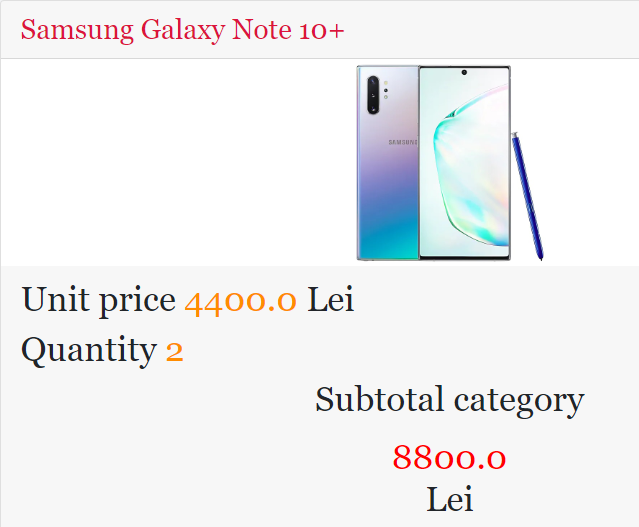 Samsung Galaxy Note 10+
SAMSUNG
Unit price 4400.0 Lei
Quantity 2
Subtotal category
8800.0
Lei